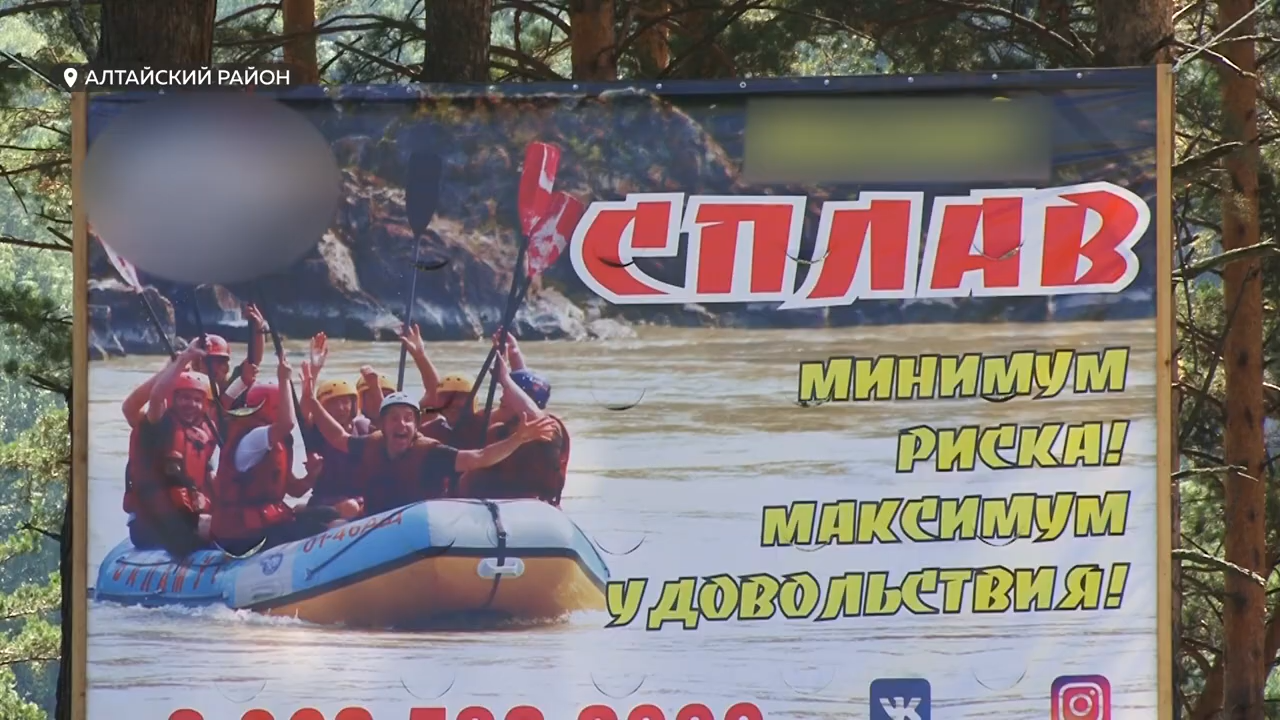 АЛТАЙСКИЙ РАЙОН
СПЛАВ
МИНИМУМ
РИСКА!
МАКСИМУМ
УДОВОЛЬСТВИЯ!